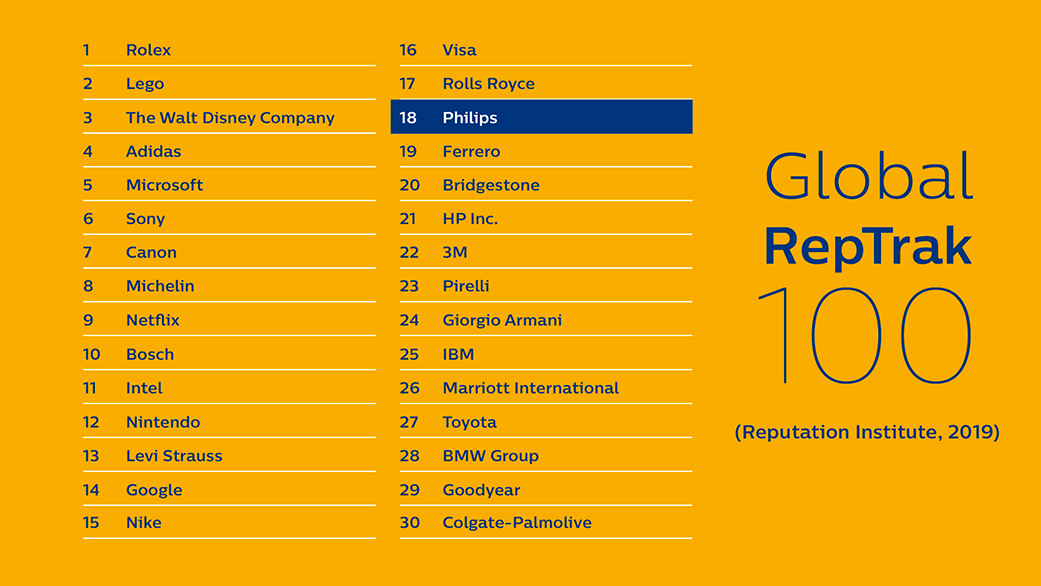 1 Rolex
2 Lego
3 The Walt Disney Company
4 Adidas
5 Microsoft
6 Sony
7 Canon
8 Michelin
9 Netflix
10 Bosch
11 Intel
12 Nintendo
13 Levi Strauss
14 Google
15 Nike
16 Visa
17 Rolls Royce
18 Philips
19 Ferrero
20 Bridgestone
21 HP Inc.
22 3M
23 Pirelli
24 Giorgio Armani
25 IBM
26 Marriott International
27 Toyota
28 BMW Group
29 Goodyear
30 Colgate-Palmolive
Global
RepTrak
100
(Reputation Institute, 2019)